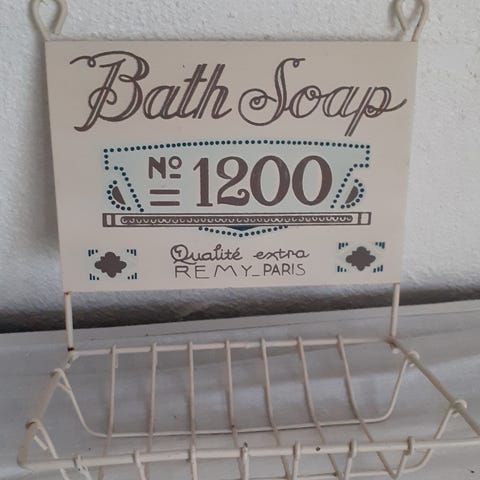 Bath Soap
No 1200
Qualité extra
REMY_PARIS